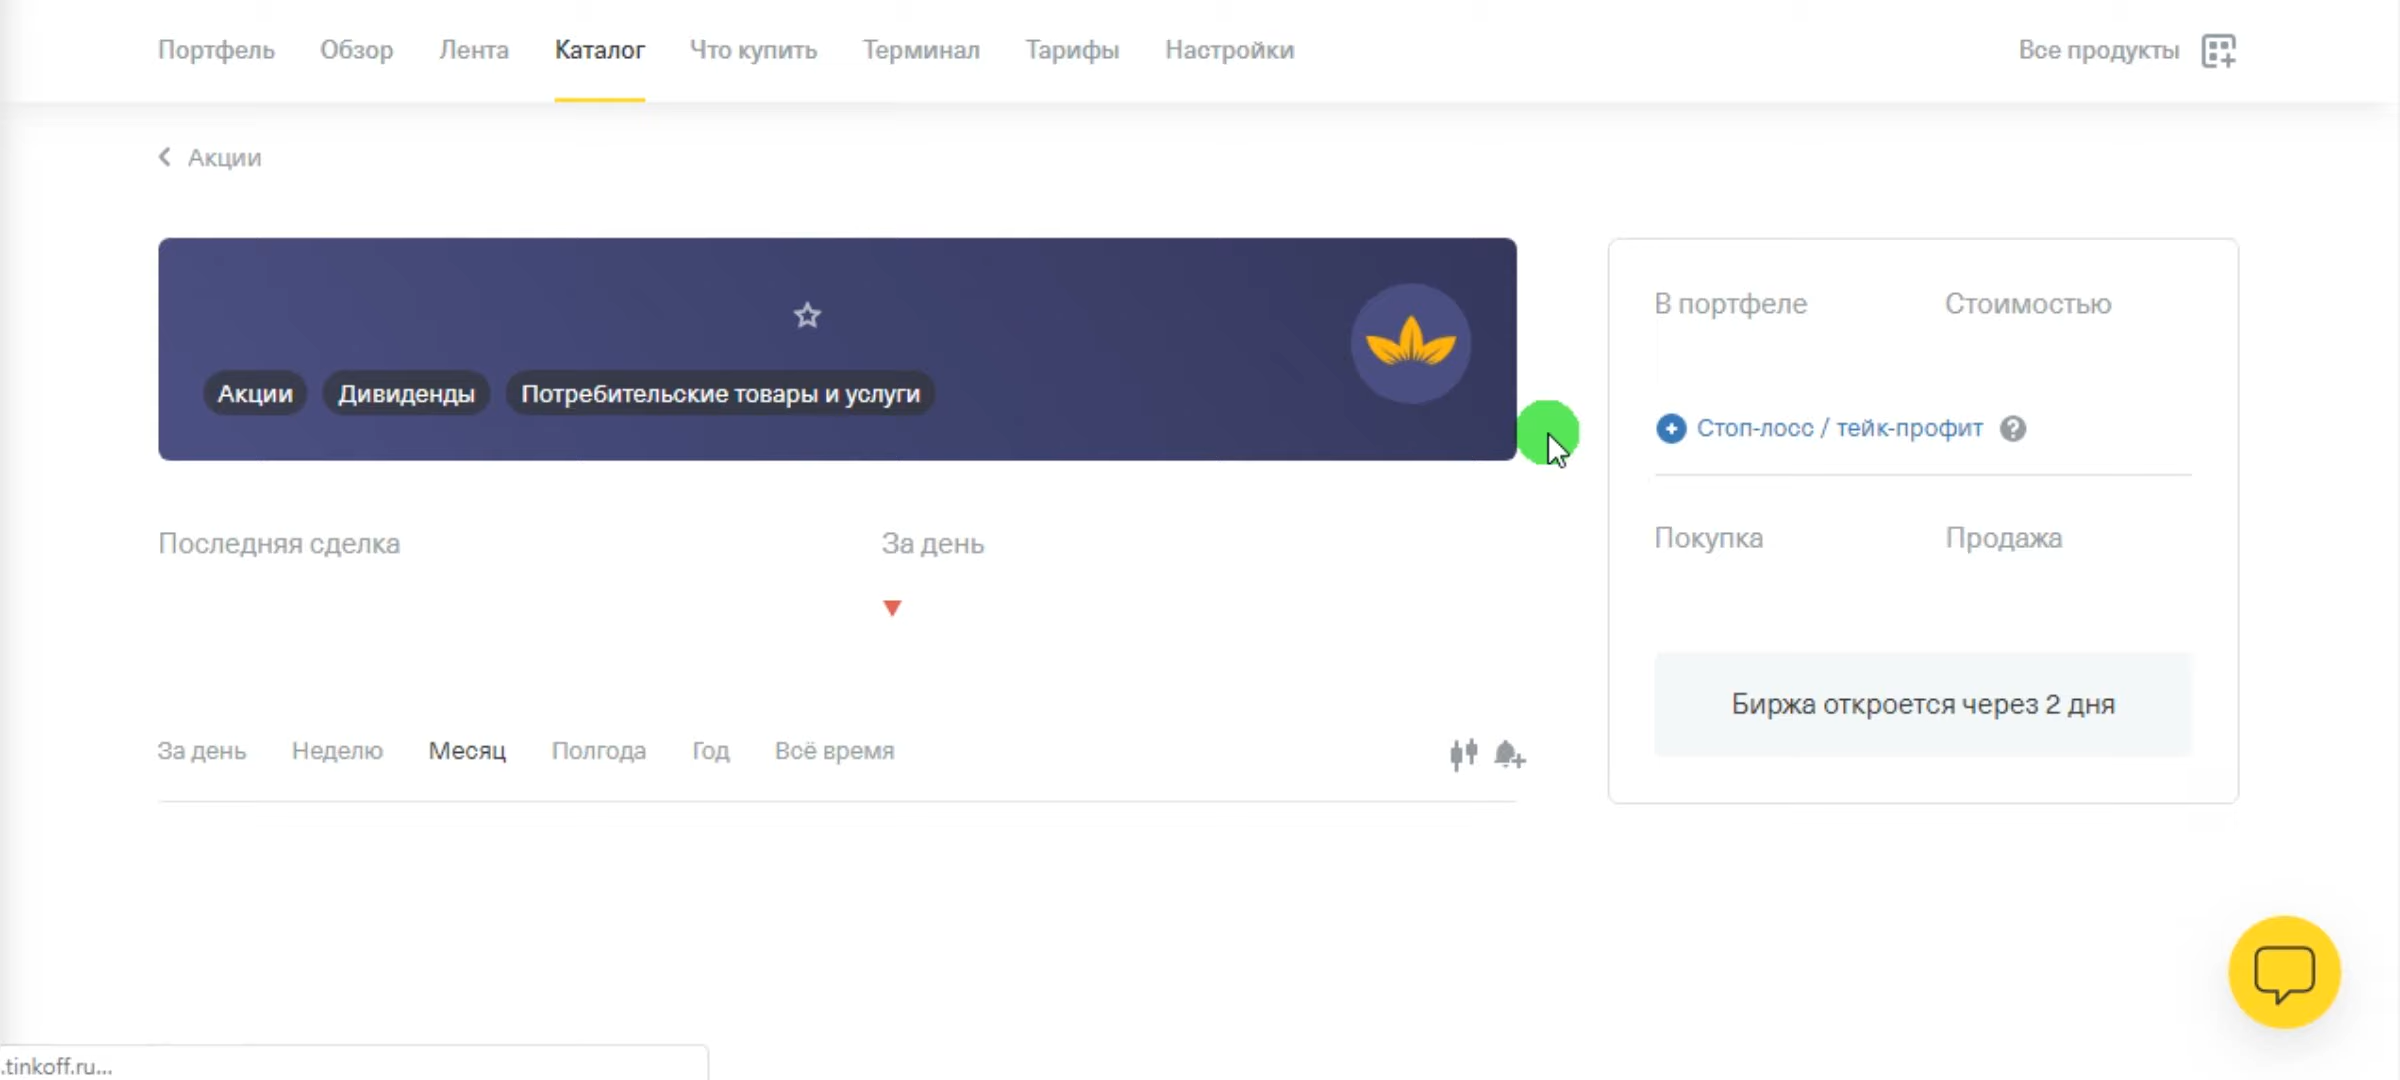 Портфель Обзор Лента Каталог Что купить Терминал Тарифы Настройки Все продукты
Акции
Акции Дивиденды Потребительские товары и услуги
В портфеле Стоимостью
Стоп-лосс / тейк-профит ?
Последняя сделка За день
Покупка Продажа
Биржа откроется через 2 дня
За день Неделю Месяц Полгода Год Всё время
.tinkoff.ru...